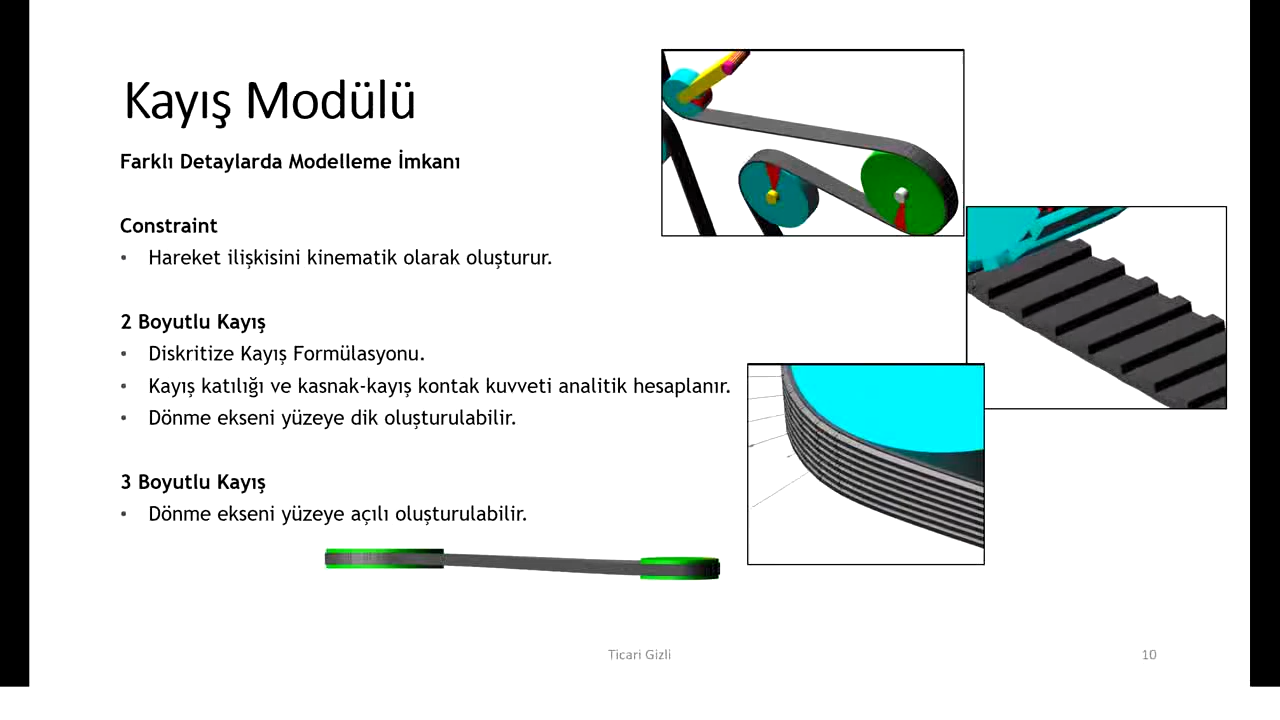 Kayış Modülü
Farklı Detaylarda Modelleme İmkanı
Constraint
• Hareket ilişkisini kinematik olarak oluşturur.
2 Boyutlu Kayış
• Diskritize Kayış Formülasyonu.
• Kayış katılığı ve kasnak-kayış kontak kuvveti analitik hesaplanır.
• Dönme ekseni yüzeye dik oluşturulabilir.
3 Boyutlu Kayış
• Dönme ekseni yüzeye açılı oluşturulabilir.
Ticari Gizli
10